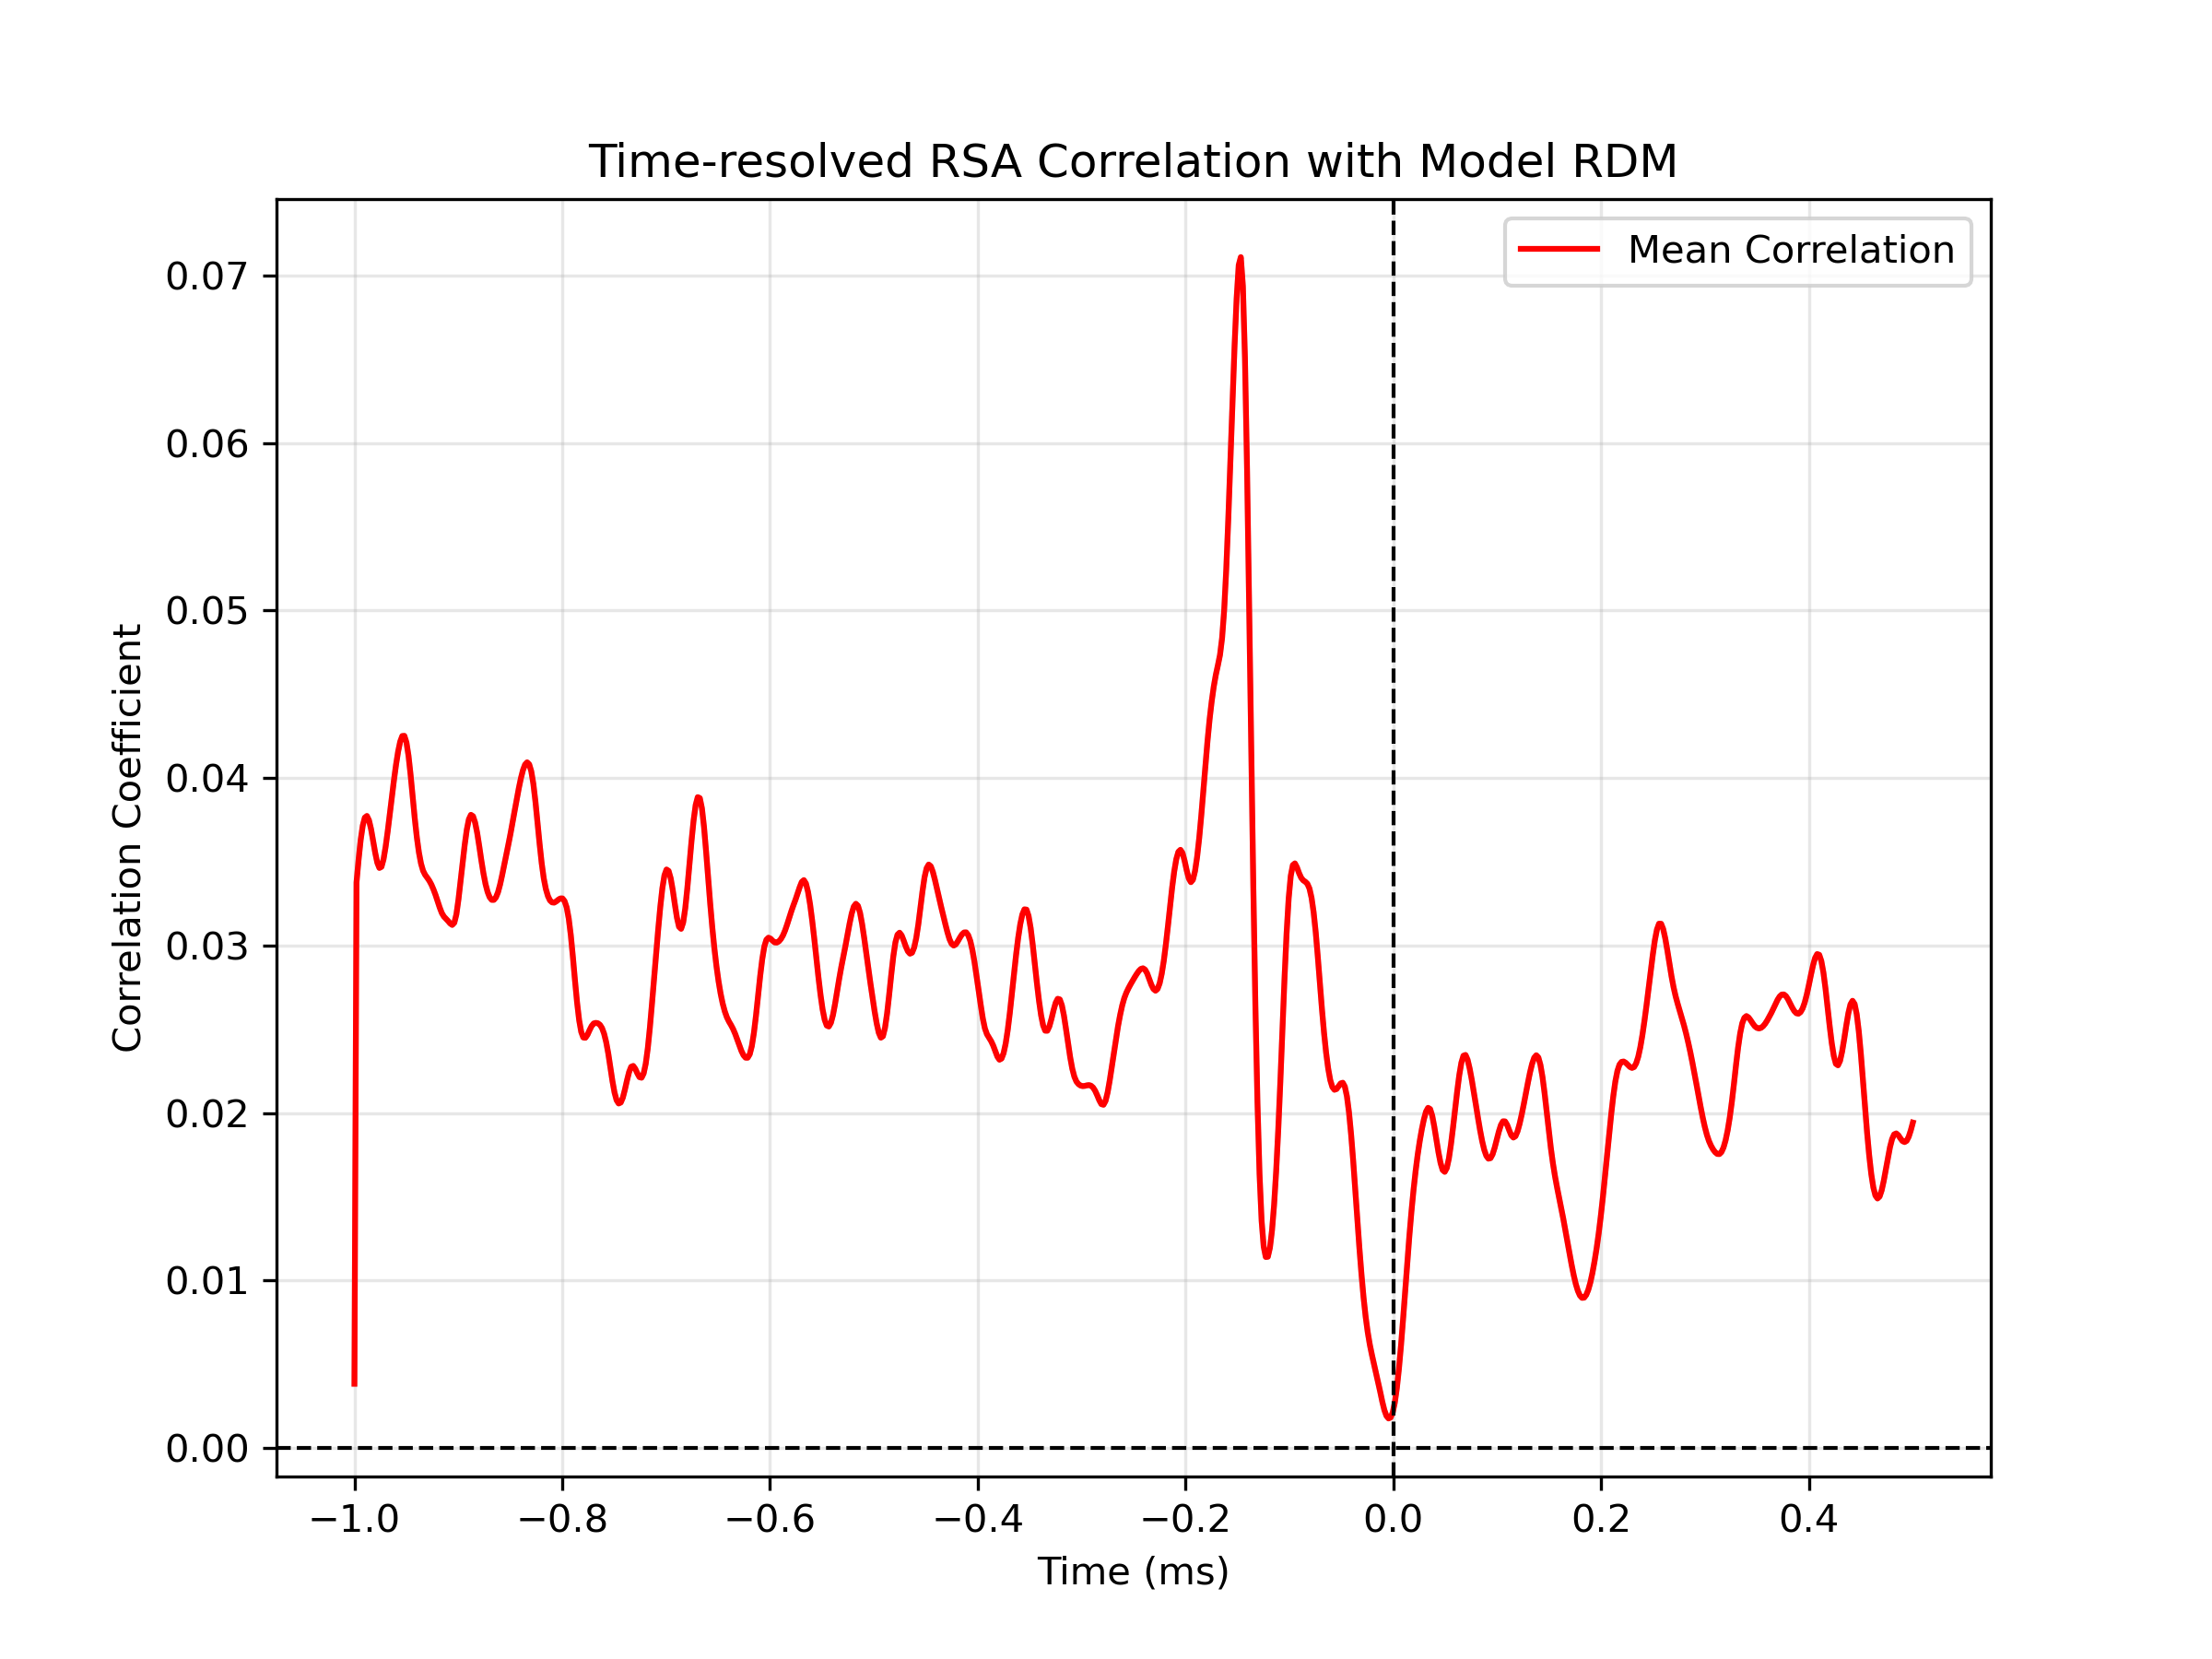 Time-resolved RSA Correlation with Model RDM
Mean Correlation
Correlation Coefficient
0.07
0.06
0.05
0.04
0.03
0.02
0.01
0.00
−1.0 −0.8 −0.6 −0.4 −0.2 0.0 0.2 0.4
Time (ms)